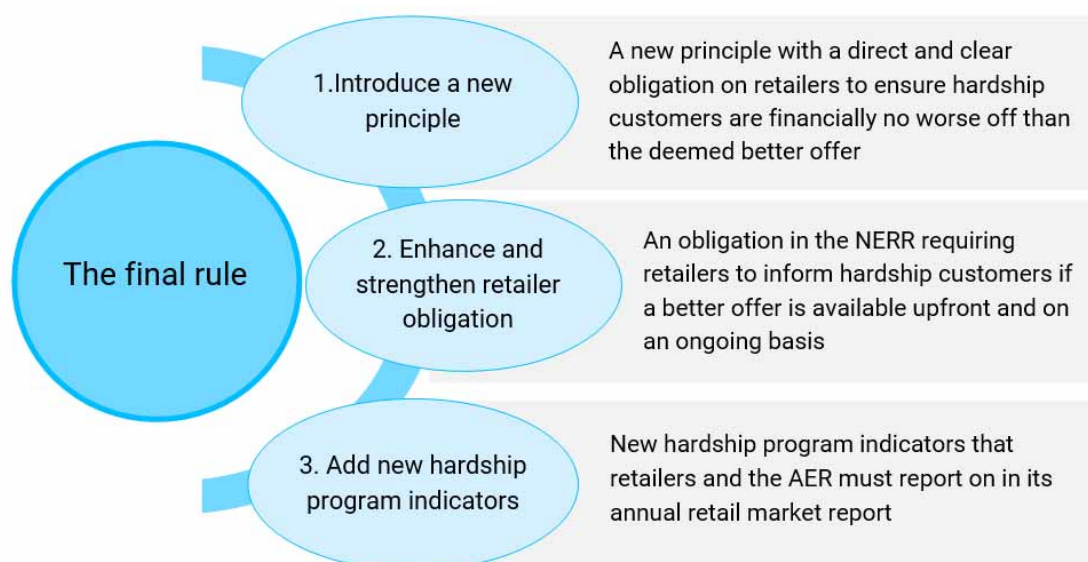 The final rule
1.Introduce a new
principle
A new principle with a direct and clear
obligation on retailers to ensure hardship
customers are financially no worse off than
the deemed better offer
2. Enhance and
strengthen retailer
obligation
An obligation in the NERR requiring
retailers to inform hardship customers if
a better offer is available upfront and on
an ongoing basis
3. Add new hardship
program indicators
New hardship program indicators that
retailers and the AER must report on in its
annual retail market report